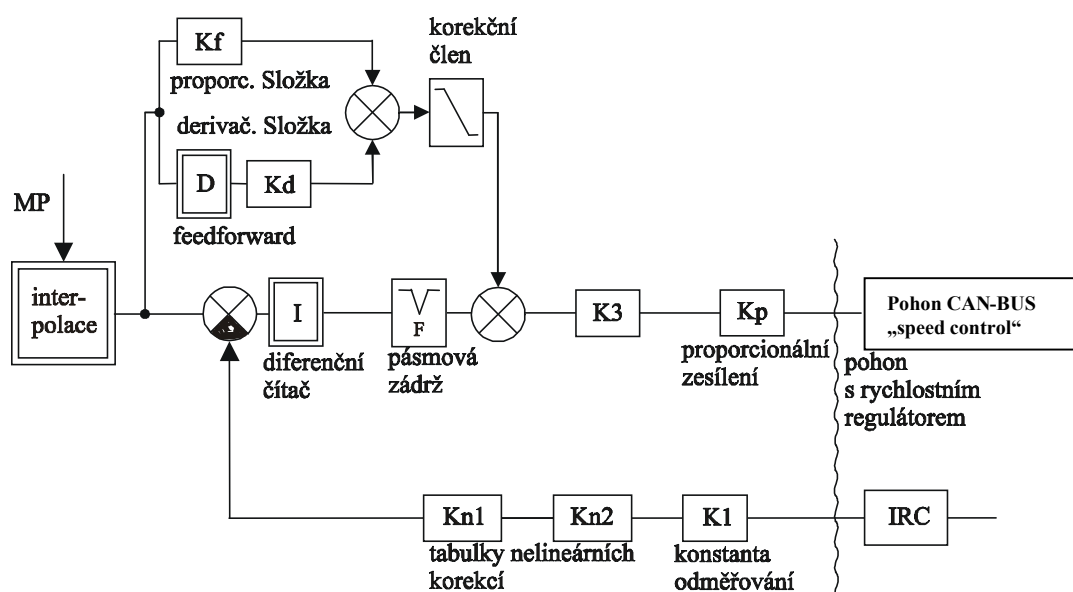 korekční
člen
Kf
proporc. Složka
derivač. Složka
D
Kd
feedforward
MP
inter-
polace
I
F
K3
Kp
Pohon CAN-BUS
„speed control“
diferenční
čítač
pásmová
zádrž
proporcionální
zesílení
pohon
s rychlostním
regulátorem
Kn1
Kn2
K1
IRC
tabulky nelineárních
korekcí
konstanta
odměřování